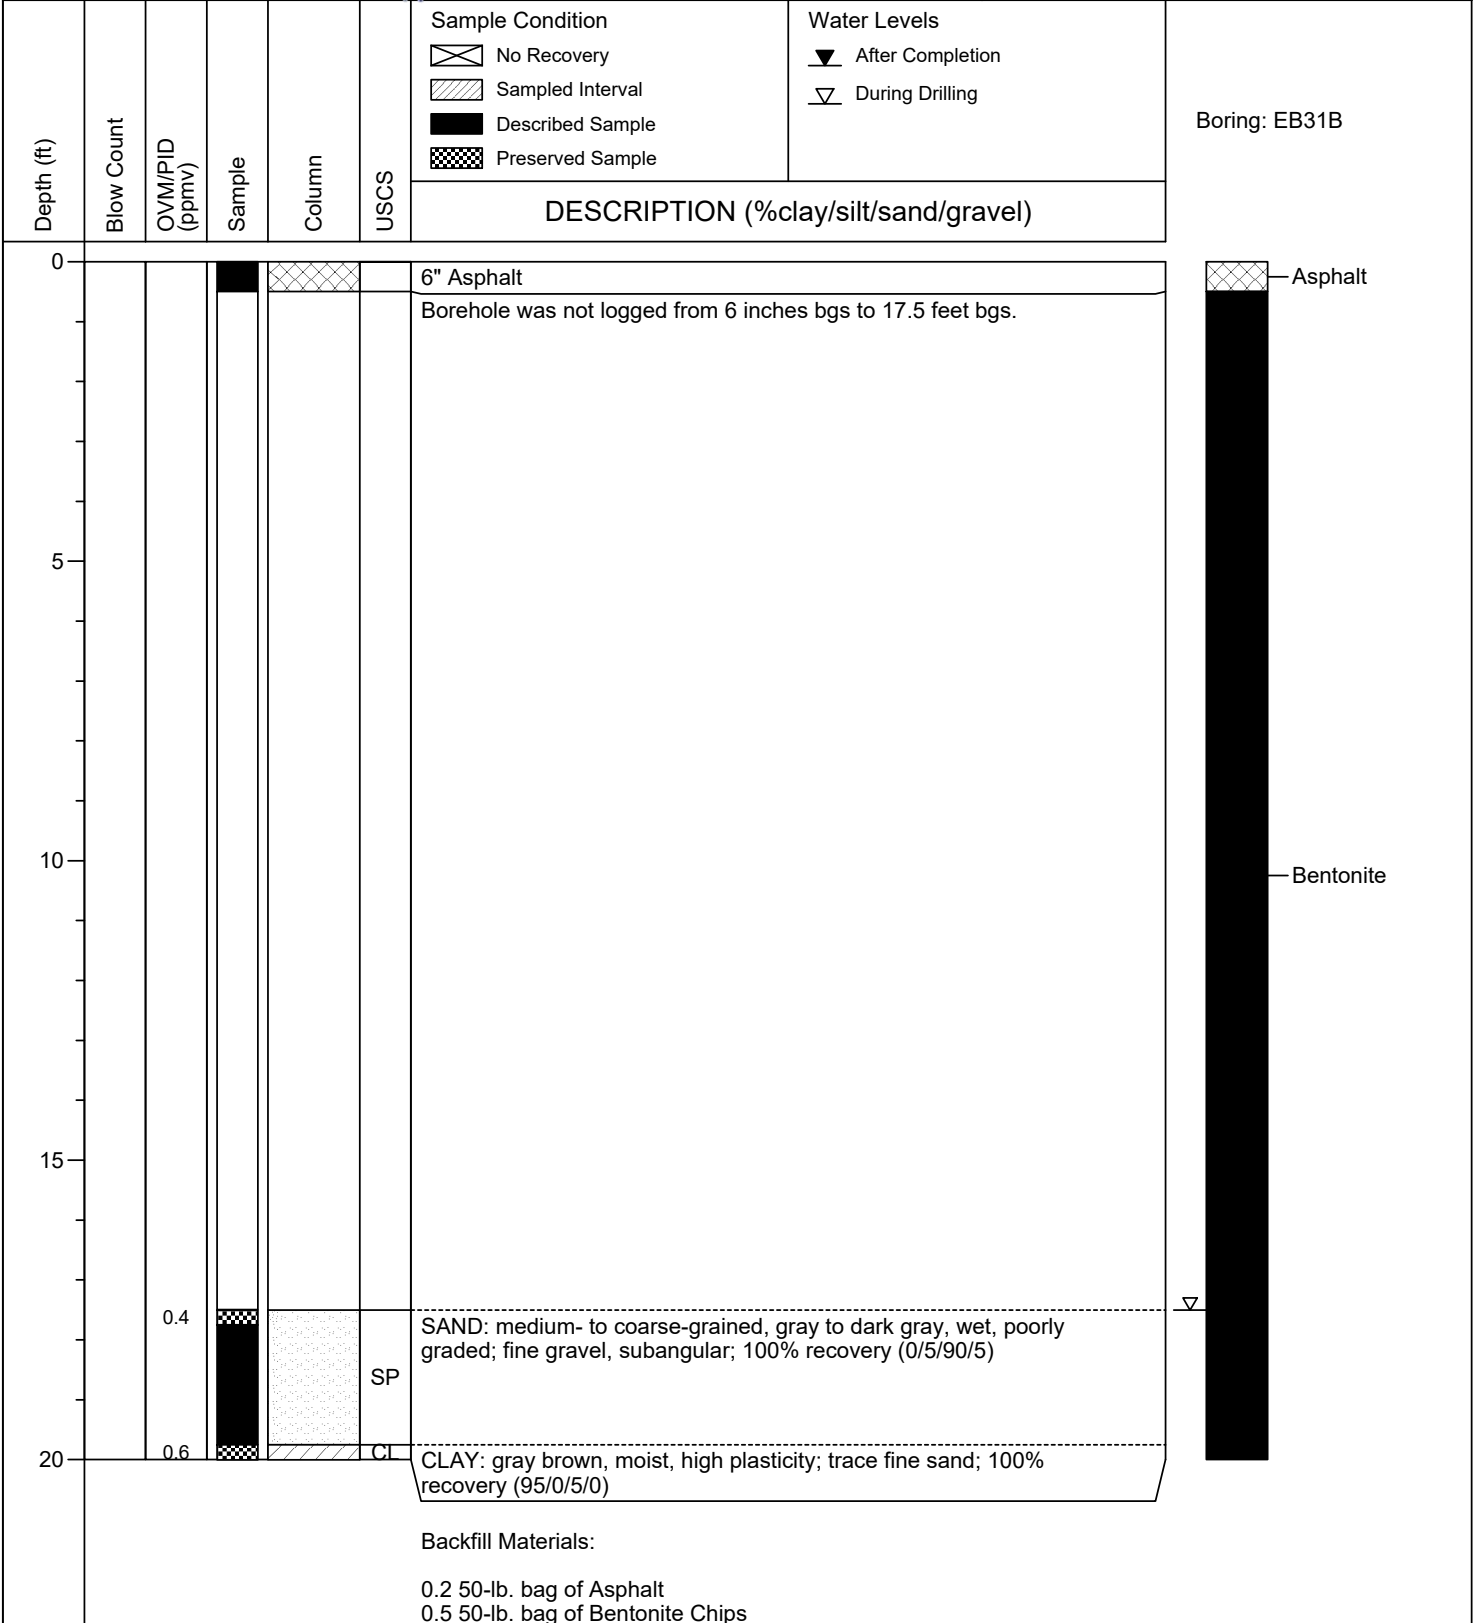 Sample Condition
No Recovery
Sampled Interval
Described Sample
Preserved Sample
Water Levels
After Completion
During Drilling
Boring: EB31B
Depth (ft)
Blow Count
OVM/PID
(ppmv)
Sample
Column
USCS
DESCRIPTION (%clay/silt/sand/gravel)
0
6" Asphalt
Asphalt
Borehole was not logged from 6 inches bgs to 17.5 feet bgs.
5
10
Bentonite
15
0.4
SAND: medium- to coarse-grained, gray to dark gray, wet, poorly
graded; fine gravel, subangular; 100% recovery (0/5/90/5)
SP
0.6
CL
20
CLAY: gray brown, moist, high plasticity; trace fine sand; 100%
recovery (95/0/5/0)
Backfill Materials:
0.2 50-lb. bag of Asphalt
0.5 50-lb. bag of Bentonite Chips